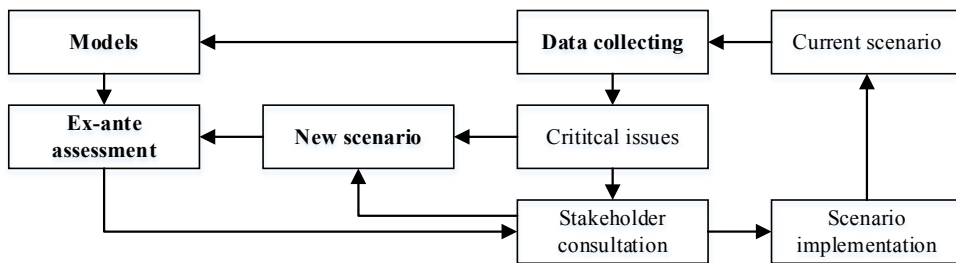 Models
Data collecting
Current scenario
Ex-ante
assessment
New scenario
Crititcal issues
Stakeholder
consultation
Scenario
implementation